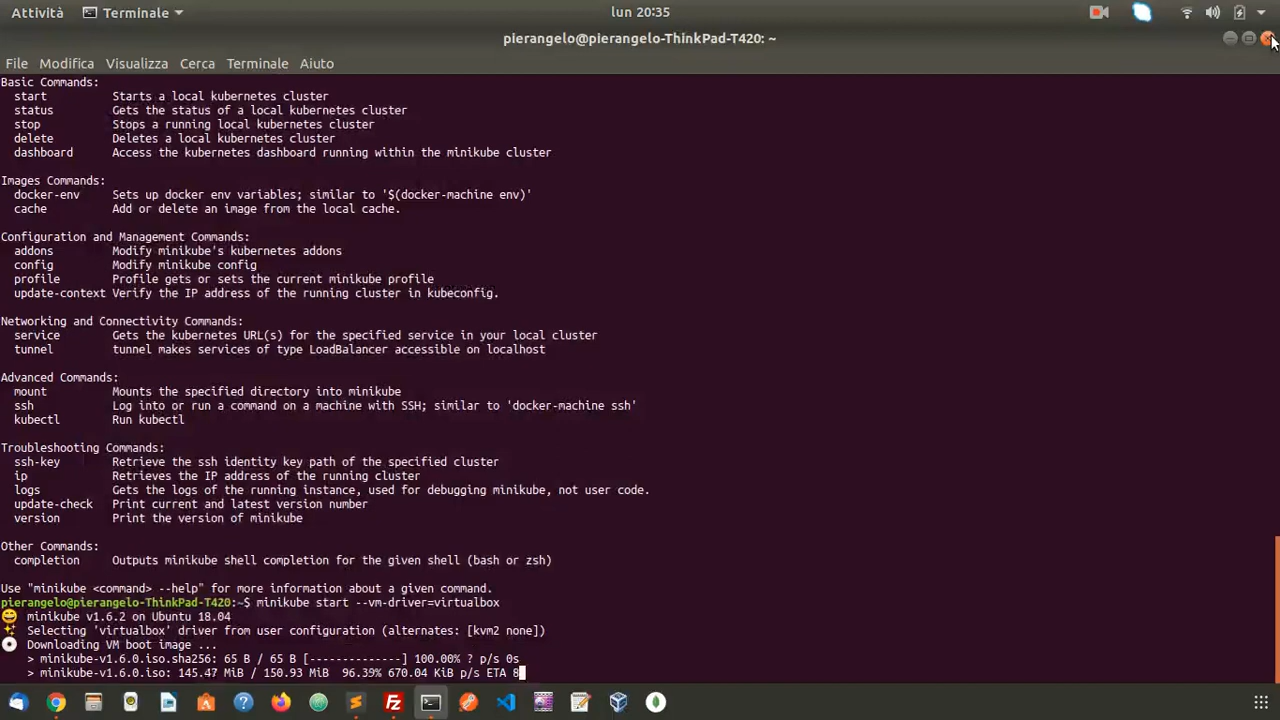 Attività Terminale lun 20:35
pierangelo@pierangelo-ThinkPad-T420: ~
File Modifica Visualizza Cerca Terminale Aiuto
Basic Commands:
start Starts a local kubernetes cluster
status Gets the status of a local kubernetes cluster
stop Stops a running local kubernetes cluster
delete Deletes a local kubernetes cluster
dashboard Access the kubernetes dashboard running within the minikube cluster
Images Commands:
docker-env Sets up docker env variables; similar to '$(docker-machine env)'
cache Add or delete an image from the local cache.
Configuration and Management Commands:
addons Modify minikube's kubernetes addons
config Modify minikube config
profile Profile gets or sets the current minikube profile
update-context Verify the IP address of the running cluster in kubeconfig.
Networking and Connectivity Commands:
service Gets the kubernetes URL(s) for the specified service in your local cluster
tunnel tunnel makes services of type LoadBalancer accessible on localhost
Advanced Commands:
mount Mounts the specified directory into minikube
ssh Log into or run a command on a machine with SSH; similar to 'docker-machine ssh'
kubectl Run kubectl
Troubleshooting Commands:
ssh-key Retrieve the ssh identity key path of the specified cluster
ip Retrieves the IP address of the running cluster
logs Gets the logs of the running instance, used for debugging minikube, not user code.
update-check Print current and latest version number
version Print the version of minikube
Other Commands:
completion Outputs minikube shell completion for the given shell (bash or zsh)
Use "minikube <command> --help" for more information about a given command.
pierangelo@pierangelo-ThinkPad-T420:~$ minikube start --vm-driver=virtualbox
minikube v1.6.2 on Ubuntu 18.04
Selecting 'virtualbox' driver from user configuration (alternates: [kvm2 none])
Downloading VM boot image ...
> minikube-v1.6.0.iso.sha256: 65 B / 65 B [--------------] 100.00% ? p/s 0s
> minikube-v1.6.0.iso: 145.47 MiB / 150.93 MiB 96.39% 670.04 KiB p/s ETA 8